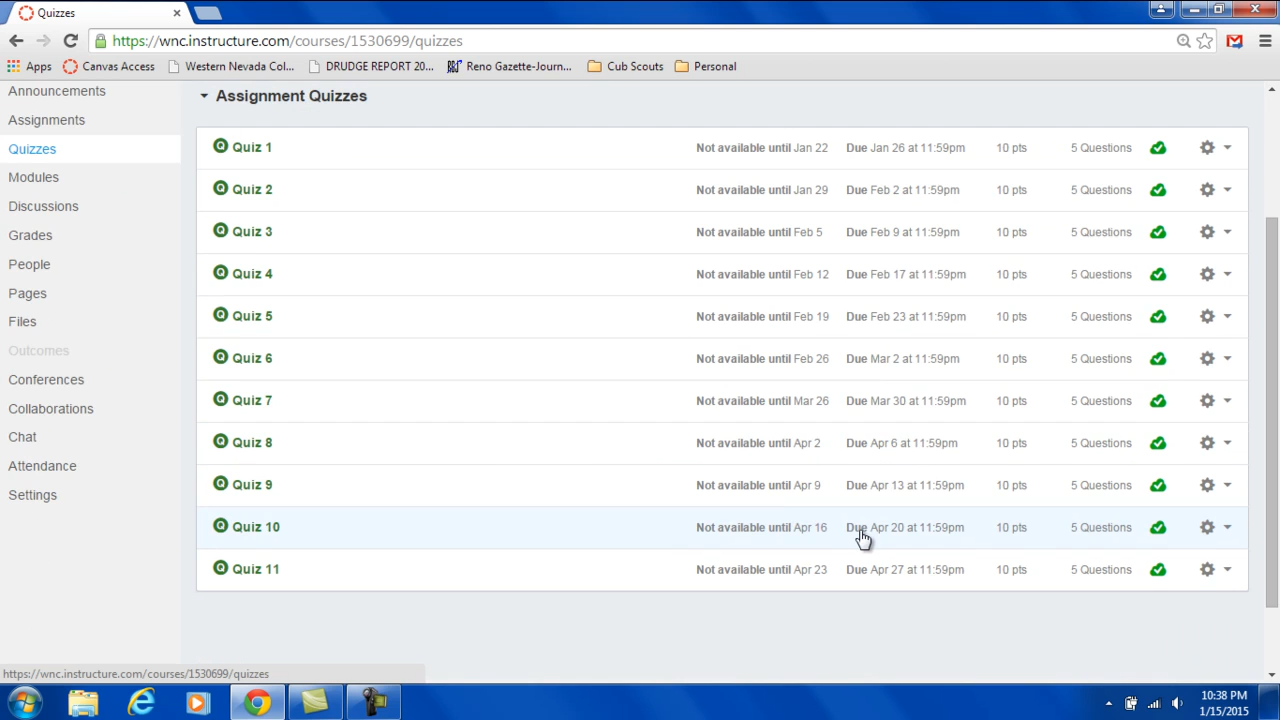 Quizzes
https://wnc.instructure.com/courses/1530699/quizzes
Apps Canvas Access Western Nevada Col... DRUDGE REPORT 20... Reno Gazette-Journ... Cub Scouts Personal
Announcements
Assignments
Quizzes
Modules
Discussions
Grades
People
Pages
Files
Outcomes
Conferences
Collaborations
Chat
Attendance
Settings
Assignment Quizzes
Quiz 1 Not available until Jan 22 Due Jan 26 at 11:59pm 10 pts 5 Questions
Quiz 2 Not available until Jan 29 Due Feb 2 at 11:59pm 10 pts 5 Questions
Quiz 3 Not available until Feb 5 Due Feb 9 at 11:59pm 10 pts 5 Questions
Quiz 4 Not available until Feb 12 Due Feb 17 at 11:59pm 10 pts 5 Questions
Quiz 5 Not available until Feb 19 Due Feb 23 at 11:59pm 10 pts 5 Questions
Quiz 6 Not available until Feb 26 Due Mar 2 at 11:59pm 10 pts 5 Questions
Quiz 7 Not available until Mar 26 Due Mar 30 at 11:59pm 10 pts 5 Questions
Quiz 8 Not available until Apr 2 Due Apr 6 at 11:59pm 10 pts 5 Questions
Quiz 9 Not available until Apr 9 Due Apr 13 at 11:59pm 10 pts 5 Questions
Quiz 10 Not available until Apr 16 Due Apr 20 at 11:59pm 10 pts 5 Questions
Quiz 11 Not available until Apr 23 Due Apr 27 at 11:59pm 10 pts 5 Questions
https://wnc.instructure.com/courses/1530699/quizzes
10:38 PM
1/15/2015